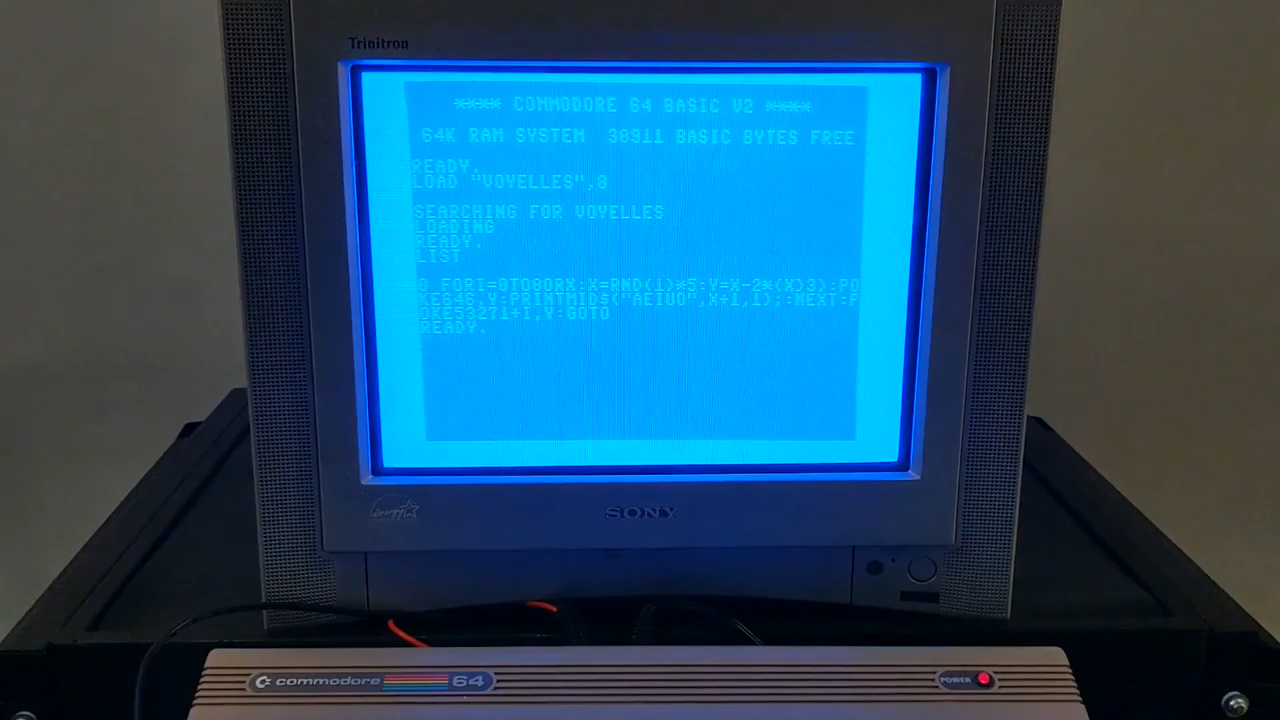 Trinitron
**** COMMODORE 64 BASIC V2 ****
64K RAM SYSTEM 38911 BASIC BYTES FREE
READY.
LOAD "VOYELLES",8
SEARCHING FOR VOYELLES
LOADING
READY.
LIST
0 FORI=0TO8ORX:X=RND(1)*5:Y=X-2*(X>3):PO
KE646,Y:PRINTMID$("AEIUO",X+1,1);:NEXT:P
OKE53271+I,Y:GOTO
READY.
energy
SONY
commodore 64
POWER